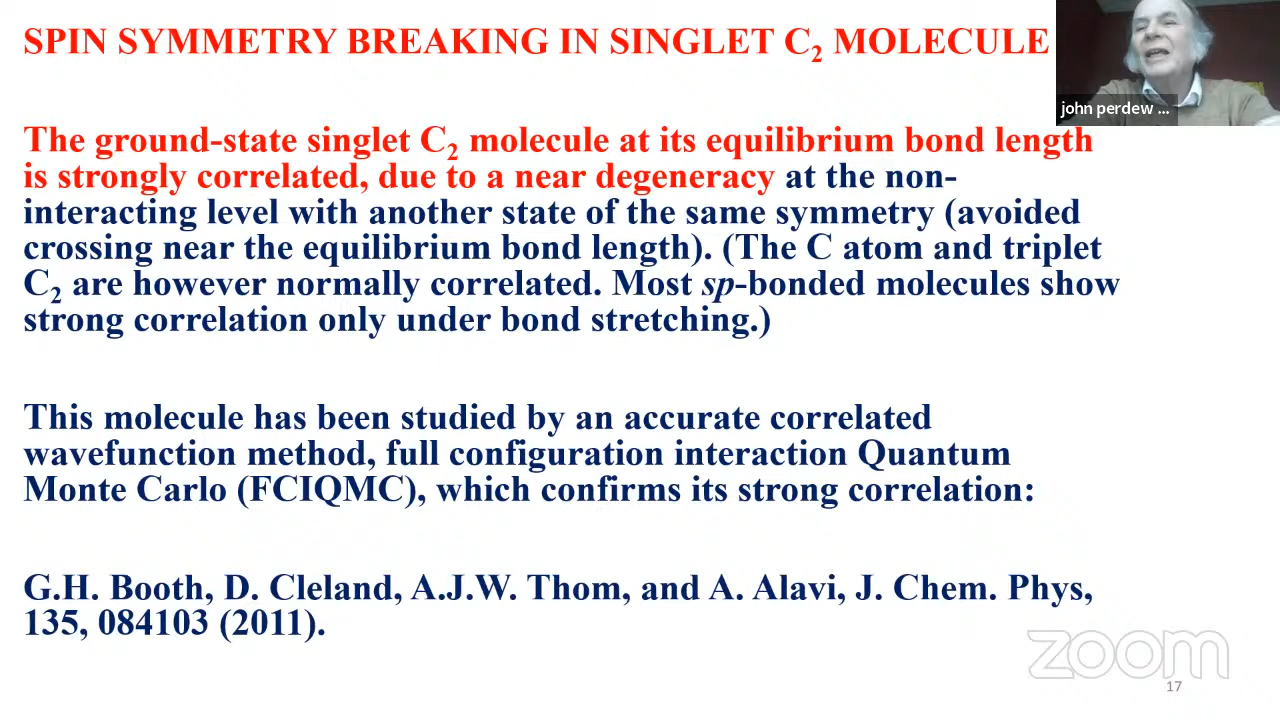 SPIN SYMMETRY BREAKING IN SINGLET C₂ MOLECULE
john perdew ...
The ground-state singlet C₂ molecule at its equilibrium bond length
is strongly correlated, due to a near degeneracy at the non-
interacting level with another state of the same symmetry (avoided
crossing near the equilibrium bond length). (The C atom and triplet
C₂ are however normally correlated. Most sp-bonded molecules show
strong correlation only under bond stretching.)
This molecule has been studied by an accurate correlated
wavefunction method, full configuration interaction Quantum
Monte Carlo (FCIQMC), which confirms its strong correlation:
G.H. Booth, D. Cleland, A.J.W. Thom, and A. Alavi, J. Chem. Phys,
135, 084103 (2011).
zoom
17